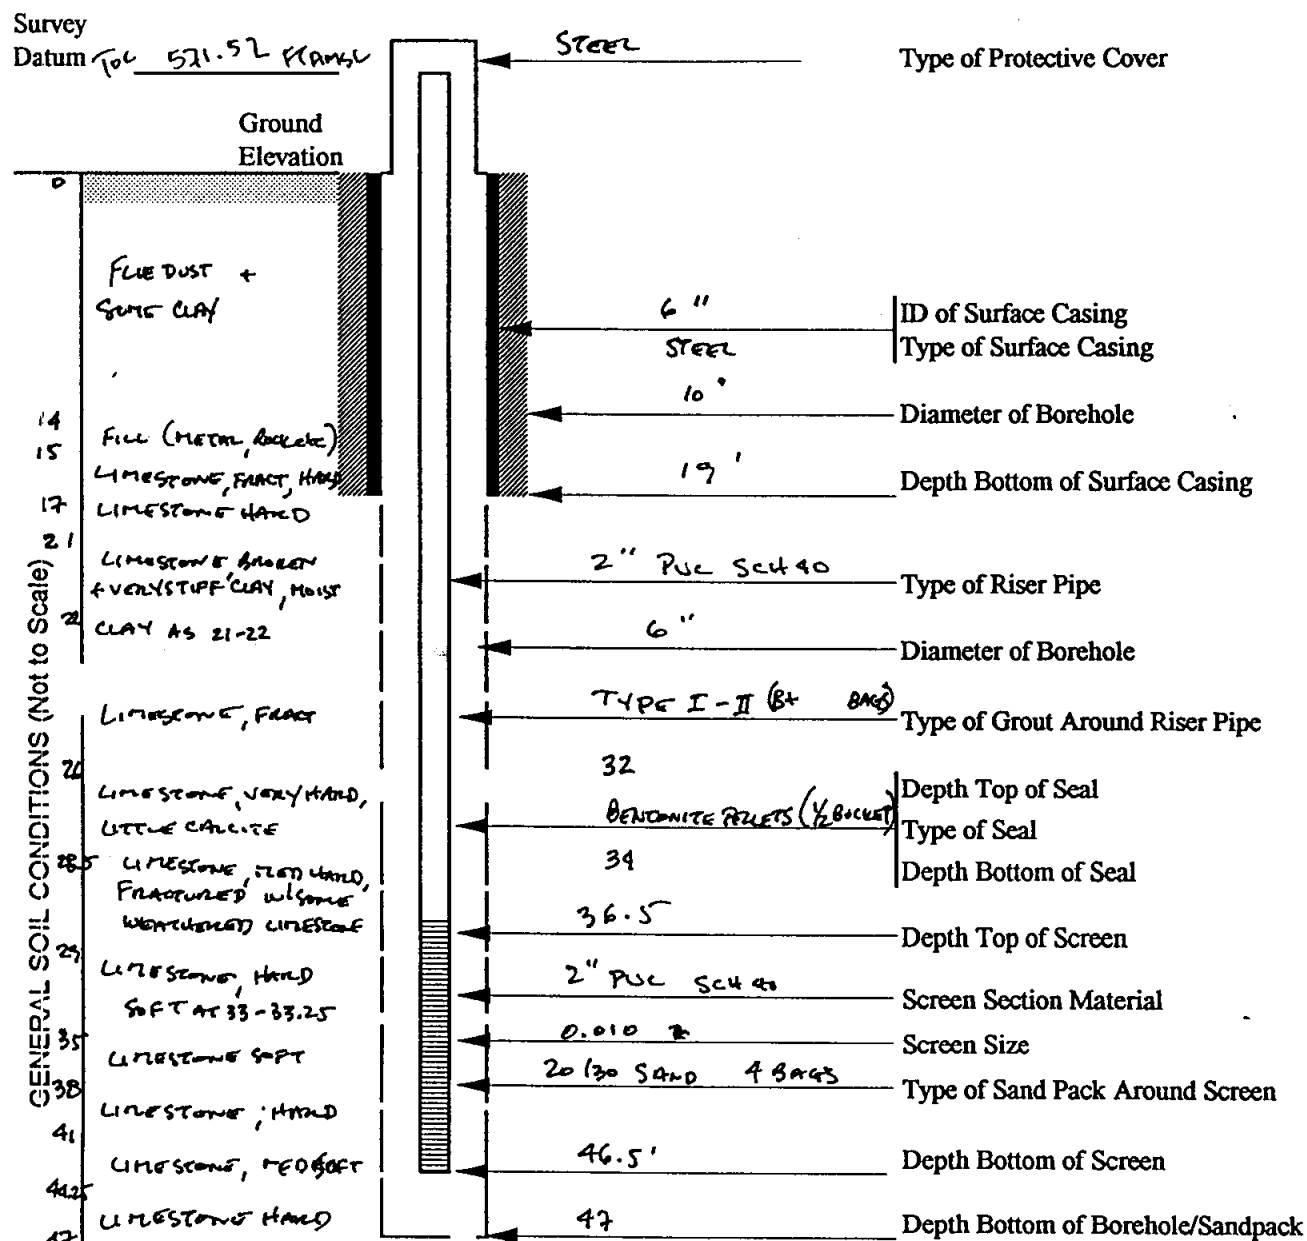 Survey
Datum TOC 571.52 FTAMSL
STEEL
Type of Protective Cover
Ground
Elevation
0
FLUE DUST +
SOME CLAY
6"
ID of Surface Casing
STEEL
Type of Surface Casing
10"
Diameter of Borehole
14
FILL (METAL,
15
19'
Depth Bottom of Surface Casing
LIMESTONE, FRACT, HARD
17
LIMESTONE HARD
21
LIMESTONE BROKEN
+ VERY STIFF CLAY, MOIST
2" PVC SCH 40
Type of Riser Pipe
22
CLAY AS 21-22
6"
Diameter of Borehole
GENERAL SOIL CONDITIONS (Not to Scale)
LIMESTONE, FRACT
TYPE I-II (8+ BAGS)
Type of Grout Around Riser Pipe
32
Depth Top of Seal
LIMESTONE, VERY HARD,
LITTLE CALCITE
BENTONITE PELLETS (1/2 BUCKET)
Type of Seal
28.5
LIMESTONE, MED HARD,
FRACTURED W/SOME
WEATHERED LIMESTONE
34
Depth Bottom of Seal
36.5
Depth Top of Screen
29
LIMESTONE, HARD
SOFT AT 33-33.25
2" PVC SCH 40
Screen Section Material
35
LIMESTONE SOFT
0.010
Screen Size
20/30 SAND 4 BAGS
Type of Sand Pack Around Screen
38
LIMESTONE, HARD
41
LIMESTONE, MED SOFT
46.5'
Depth Bottom of Screen
44.25
LIMESTONE HARD
47
47
Depth Bottom of Borehole/Sandpack